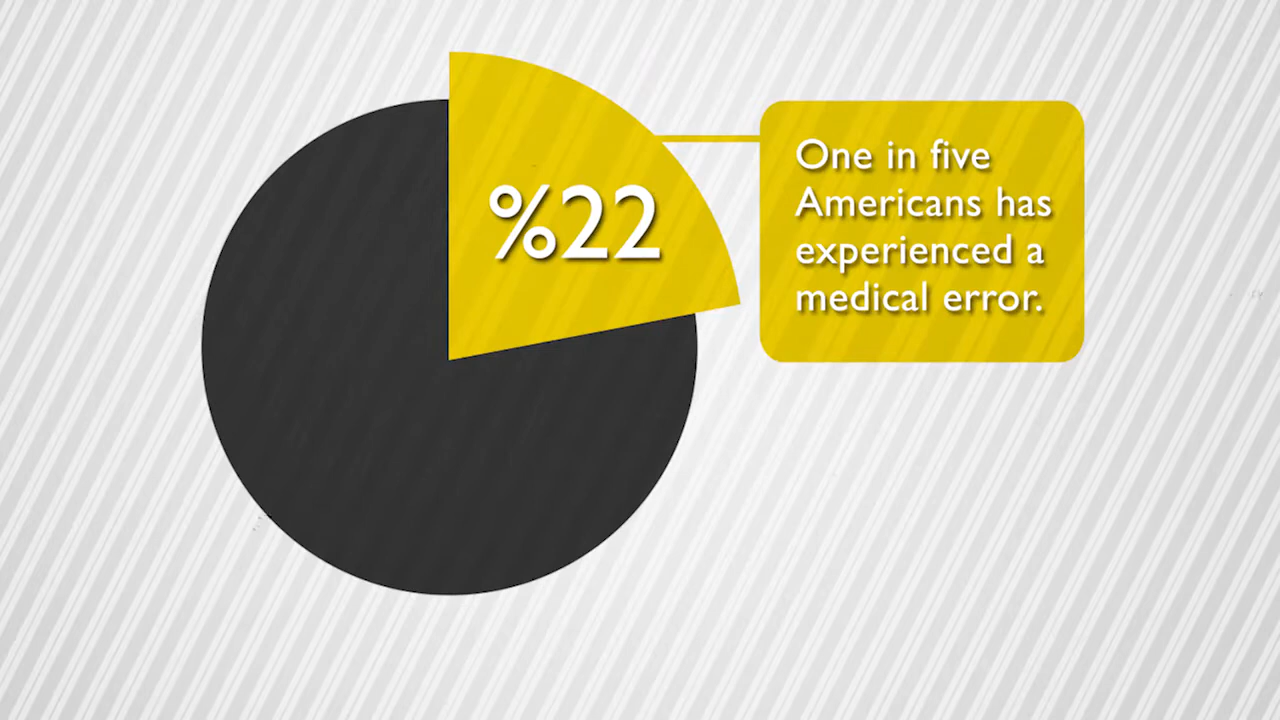 %22
One in five
Americans has
experienced a
medical error.